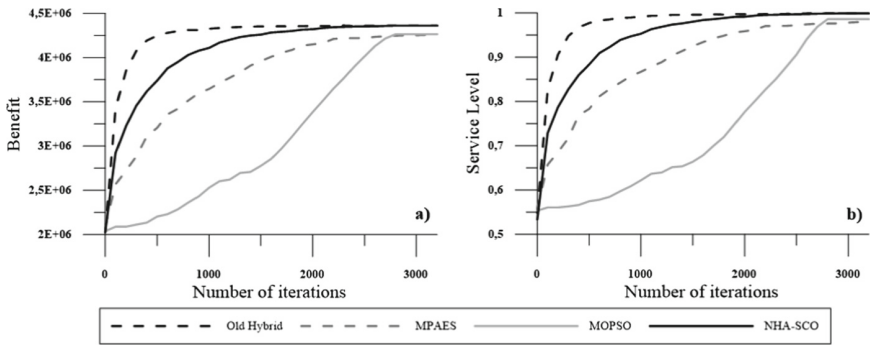 4,5E+06
4E+06
3,5E+06
3E+06
2,5E+06
2E+06
Benefit
0
1000
2000
3000
Number of iterations
a)
1
0,9
0,8
0,7
0,6
0,5
Service Level
0
1000
2000
3000
Number of iterations
b)
Old Hybrid
MPAES
MOPSO
NHA-SCO